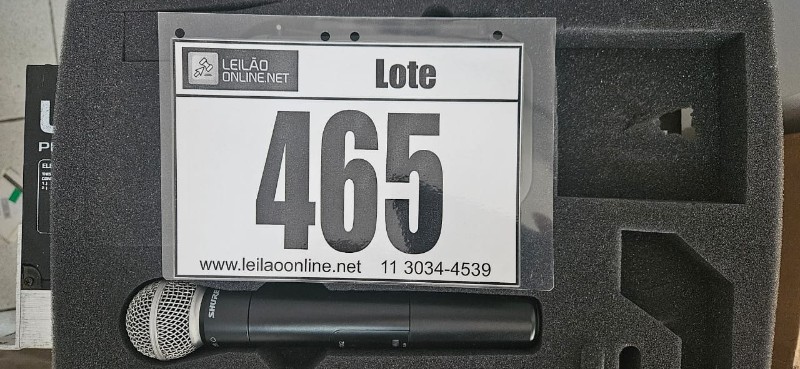 LEILÃO
ONLINE.NET
Lote
465
www.leilaoonline.net 11 3034-4539
SHURE